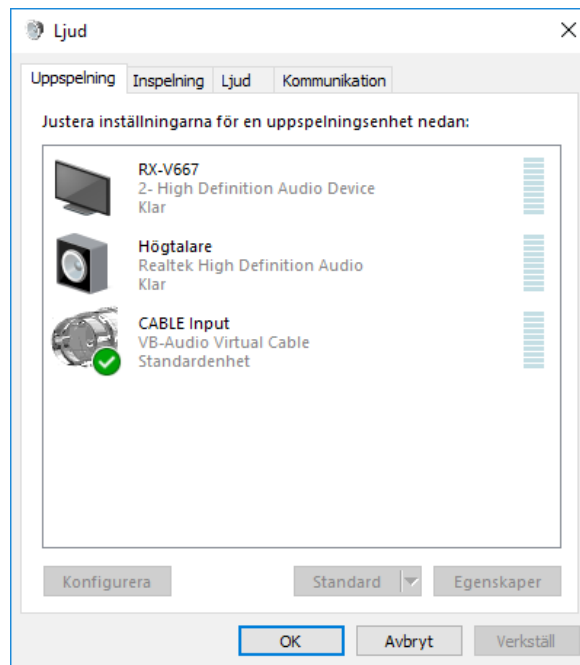 Ljud
Uppspelning Inspelning Ljud Kommunikation
Justera inställningarna för en uppspelningsenhet nedan:
RX-V667
2- High Definition Audio Device
Klar
Högtalare
Realtek High Definition Audio
Klar
CABLE Input
VB-Audio Virtual Cable
Standardenhet
Konfigurera Standard Egenskaper
OK Avbryt Verkställ